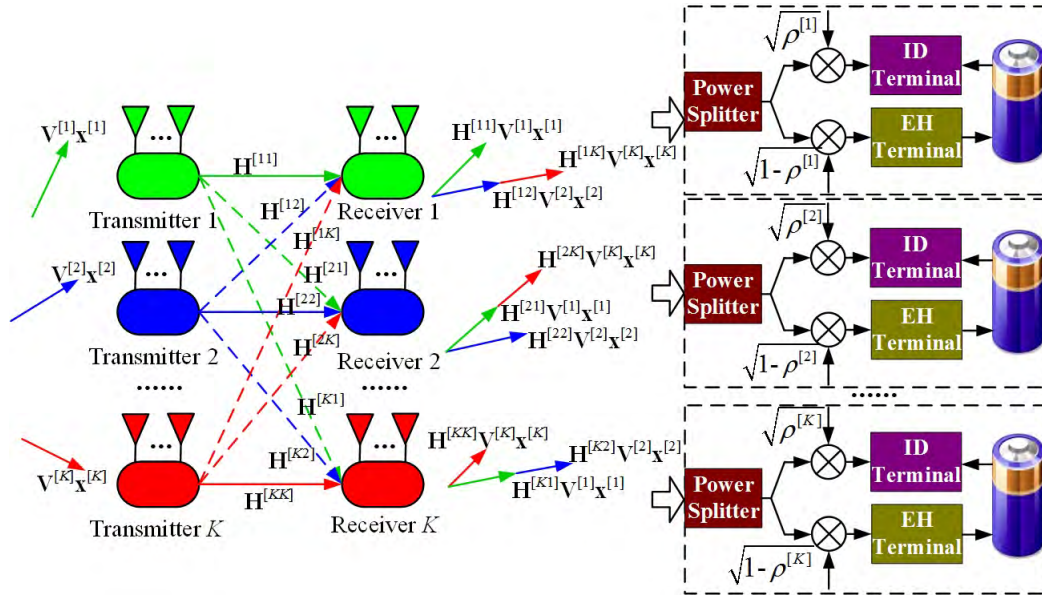 V^[1]x^[1]
...
...
H^[11]
Transmitter 1
Receiver 1
H^[11]V^[1]x^[1]
H^[1K]V^[K]x^[K]
H^[12]V^[2]x^[2]
H^[12]
H^[1K]
V^[2]x^[2]
...
...
H^[21]
H^[22]
H^[2K]
Transmitter 2
Receiver 2
H^[2K]V^[K]x^[K]
H^[21]V^[1]x^[1]
H^[22]V^[2]x^[2]
......
......
V^[K]x^[K]
...
...
H^[K1]
H^[K2]
H^[KK]
Transmitter K
Receiver K
H^[KK]V^[K]x^[K]
H^[K2]V^[2]x^[2]
H^[K1]V^[1]x^[1]
√ρ^[1]
Power
Splitter
ID
Terminal
EH
Terminal
√1-ρ^[1]
√ρ^[2]
Power
Splitter
ID
Terminal
EH
Terminal
√1-ρ^[2]
......
√ρ^[K]
Power
Splitter
ID
Terminal
EH
Terminal
√1-ρ^[K]